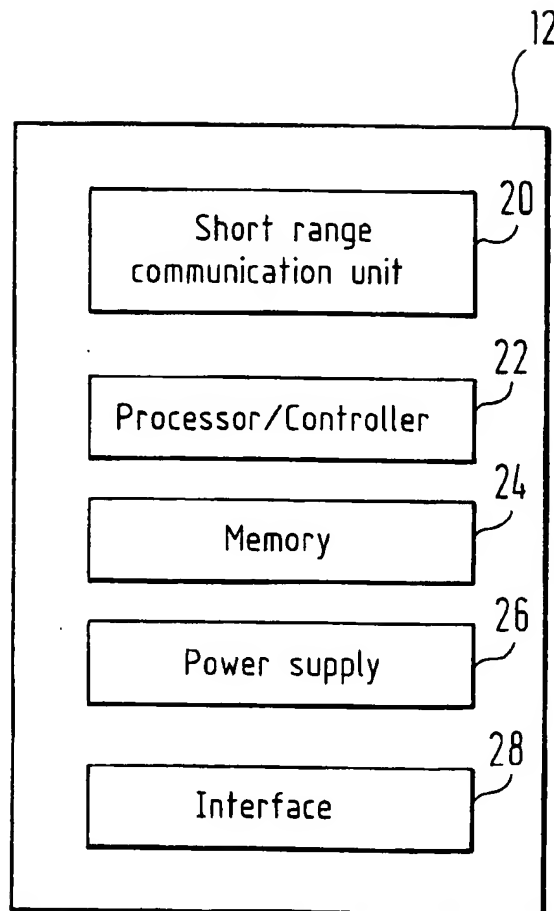 12
Short range
communication unit
20
Processor/Controller
22
Memory
24
Power supply
26
Interface
28